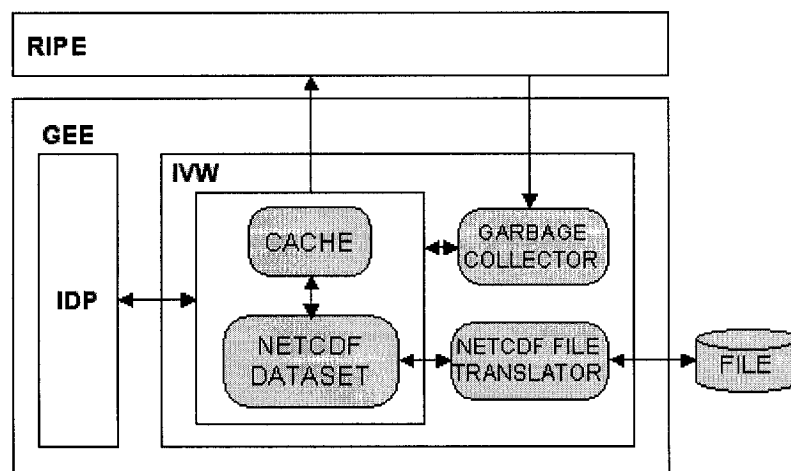 RIPE
GEE
IVW
CACHE
GARBAGE
COLLECTOR
IDP
NETCDF
DATASET
NETCDF FILE
TRANSLATOR
FILE